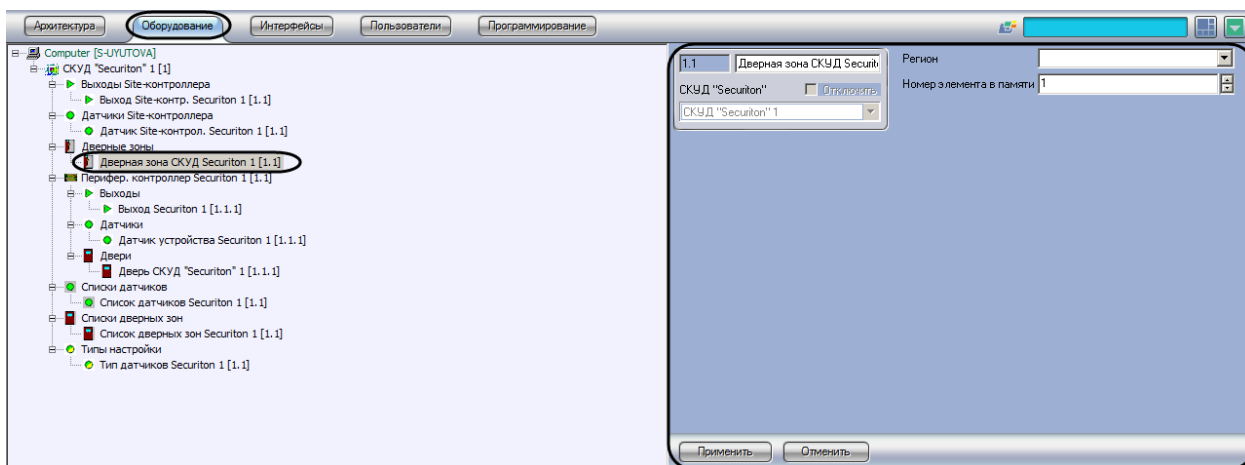 Архитектура
Оборудование
Интерфейсы
Пользователи
Программирование
Computer [S-UYUTOVA]
СКУД "Securiton" 1 [1]
Выходы Site-контроллера
Выход Site-контр. Securiton 1 [1.1]
Датчики Site-контроллера
Датчик Site-контрол. Securiton 1 [1.1]
Дверные зоны
Дверная зона СКУД Securiton 1 [1.1]
Перифер. контроллер Securiton 1 [1.1]
Выходы
Выход Securiton 1 [1.1.1]
Датчики
Датчик устройства Securiton 1 [1.1.1]
Двери
Дверь СКУД "Securiton" 1 [1.1.1]
Списки датчиков
Список датчиков Securiton 1 [1.1]
Списки дверных зон
Список дверных зон Securiton 1 [1.1]
Типы настройки
Тип датчиков Securiton 1 [1.1]
1.1
Дверная зона СКУД Securit
СКУД "Securiton"
Отключить
СКУД "Securiton" 1
Регион
Номер элемента в памяти 1
Применить
Отменить